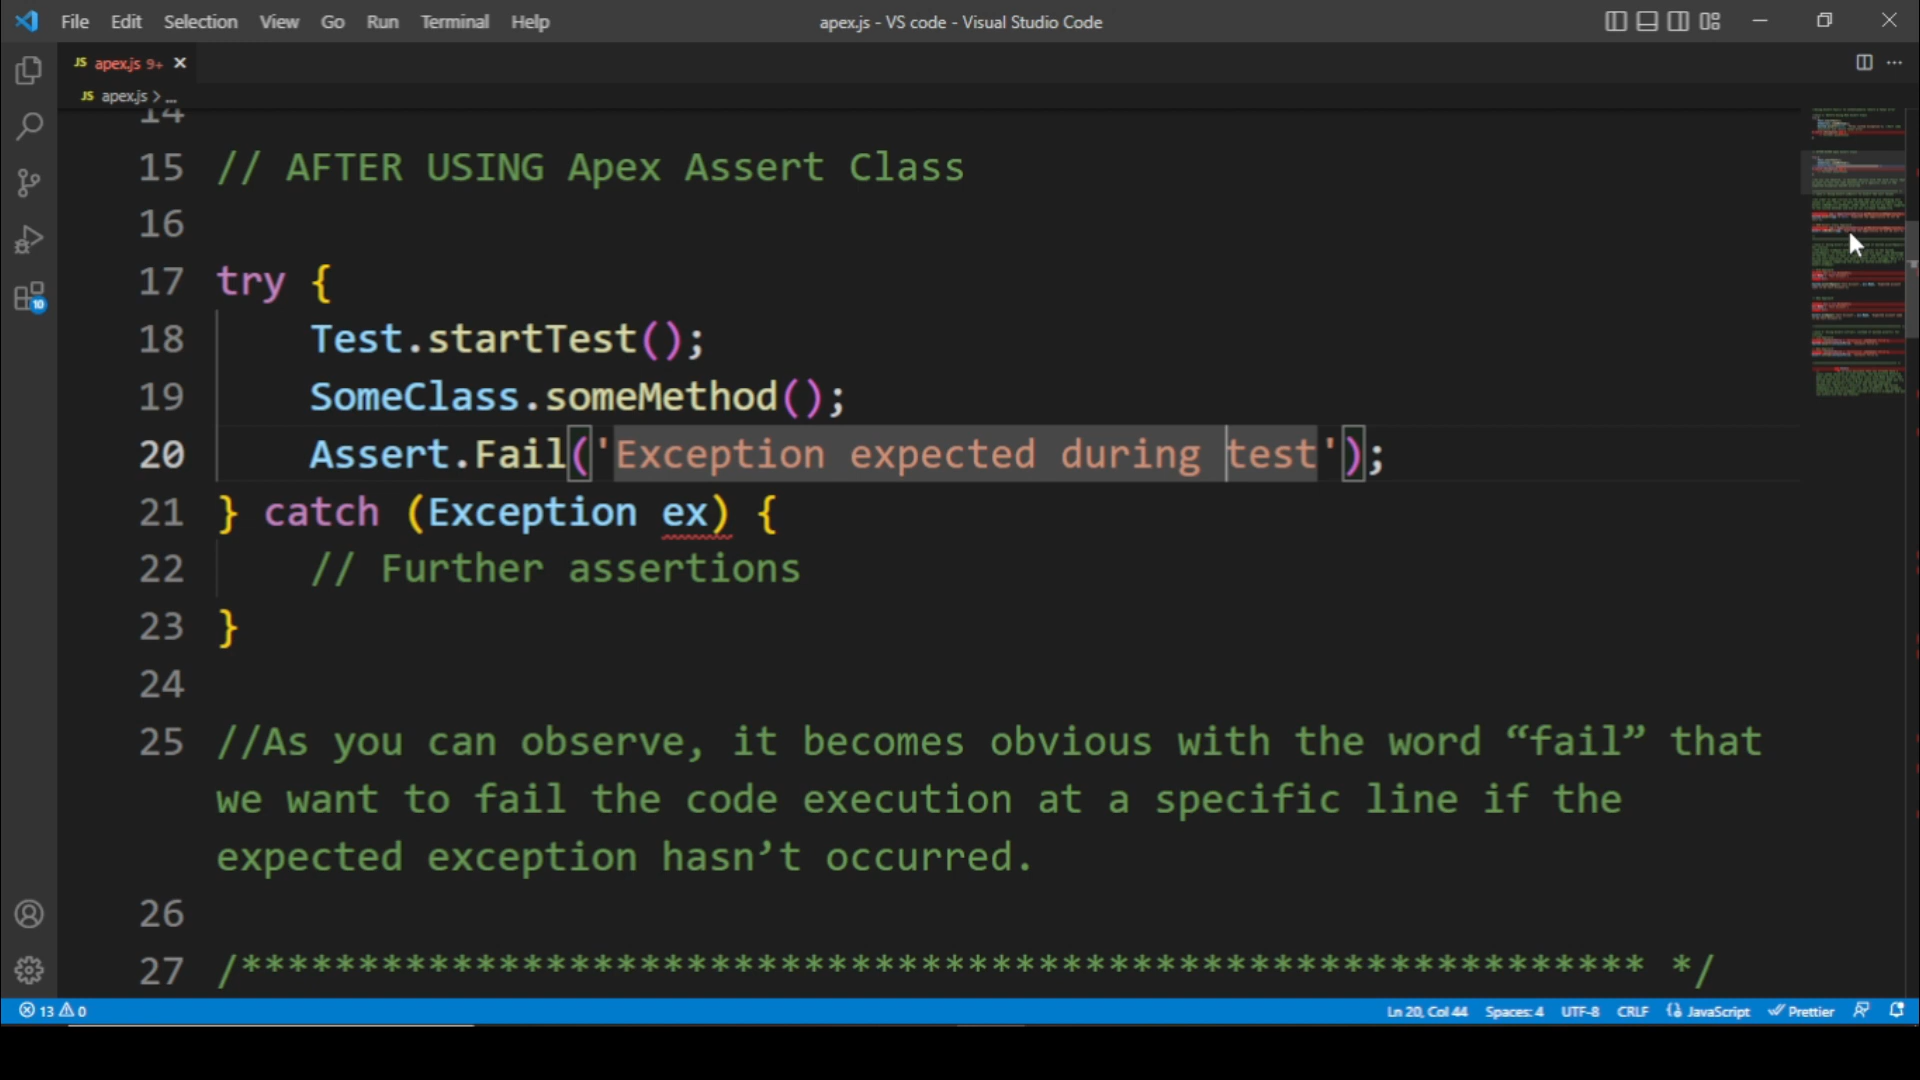 File Edit Selection View Go Run Terminal Help apex.js - VS code - Visual Studio Code
JS apex.js 9+
JS apex.js > ...
14
15 // AFTER USING Apex Assert Class
16
17 try {
18 Test.startTest();
19 SomeClass.someMethod();
20 Assert.Fail('Exception expected during test');
21 } catch (Exception ex) {
22 // Further assertions
23 }
24
25 //As you can observe, it becomes obvious with the word “fail” that
we want to fail the code execution at a specific line if the
expected exception hasn’t occurred.
26
27 /************************************************************ */
10
13 0 Ln 20, Col 44 Spaces: 4 UTF-8 CRLF JavaScript Prettier